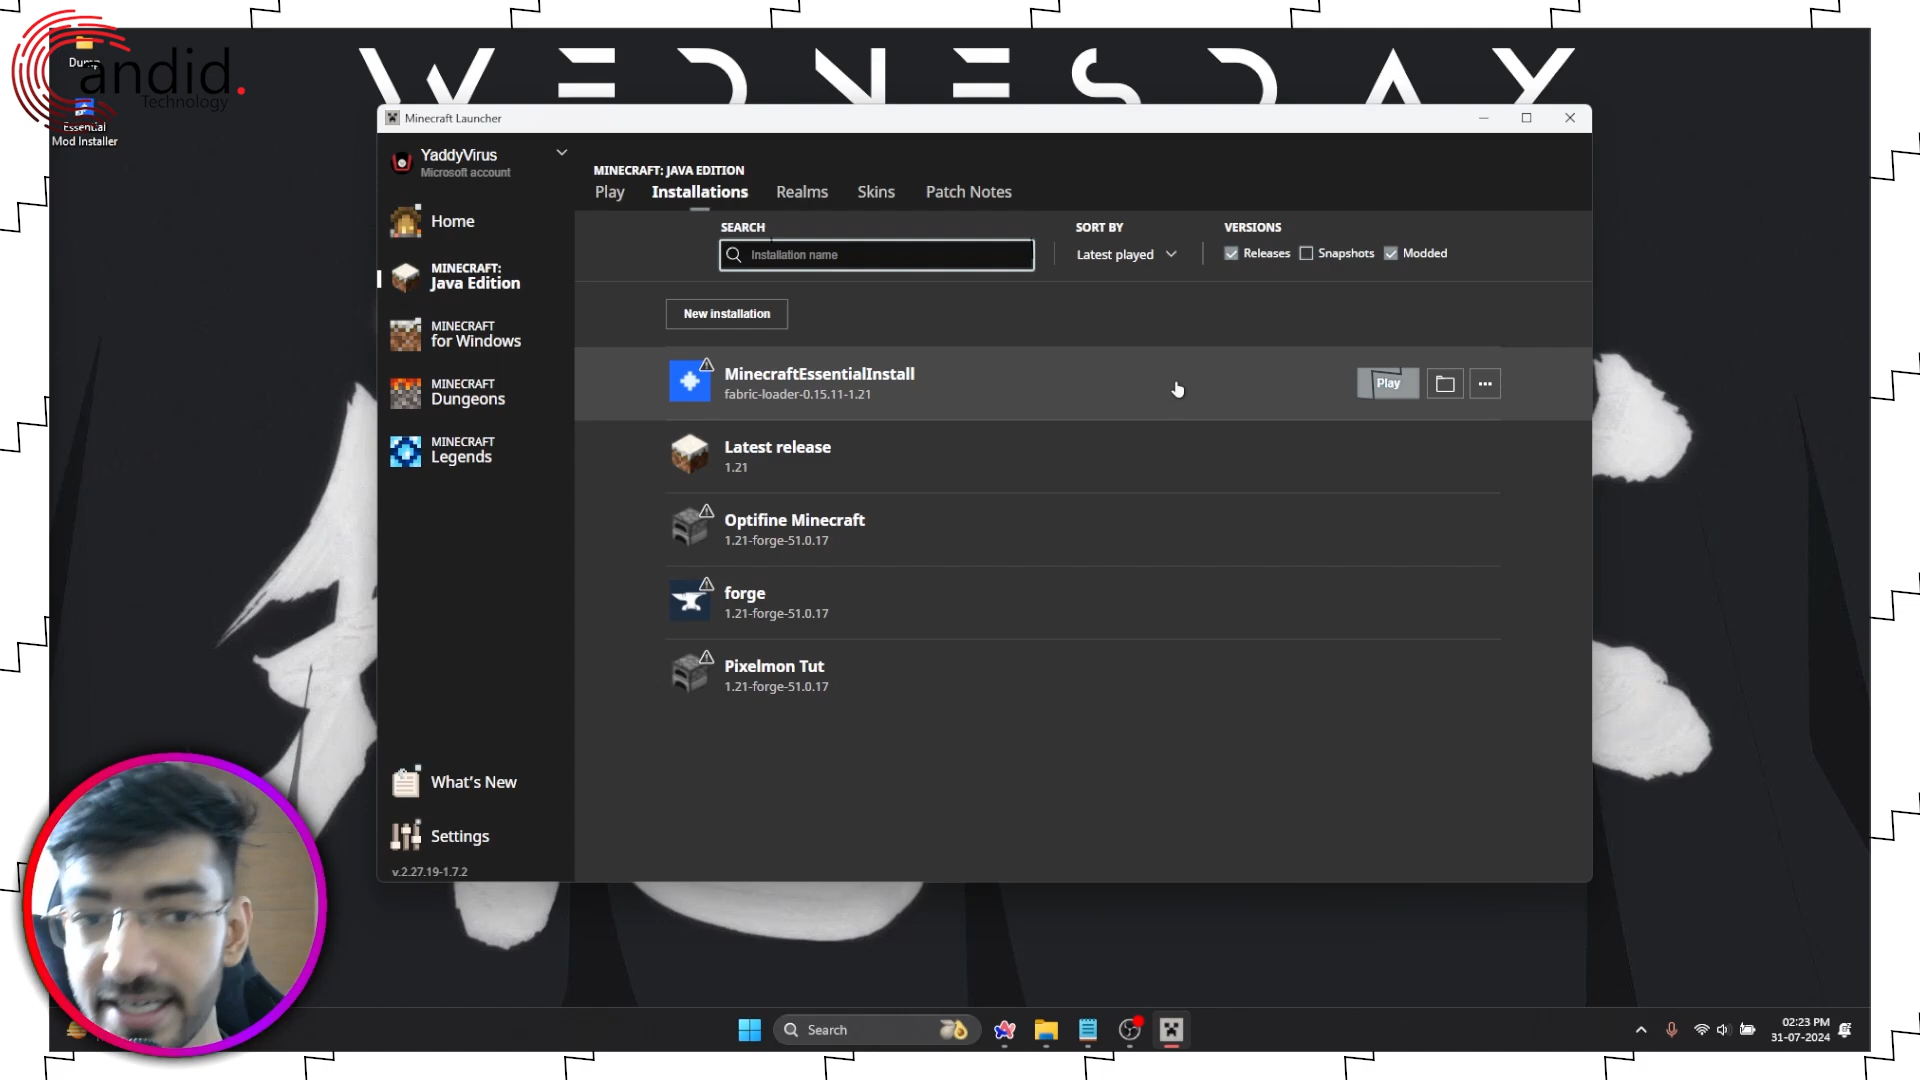 andid.
Technology
Dump
Essential
Mod Installer
WEDNESDAY
Minecraft Launcher
YaddyVirus
Microsoft account
Home
MINECRAFT:
Java Edition
MINECRAFT
for Windows
MINECRAFT
Dungeons
MINECRAFT
Legends
What's New
Settings
v.2.27.19-1.7.2
MINECRAFT: JAVA EDITION
Play Installations Realms Skins Patch Notes
SEARCH SORT BY VERSIONS
Installation name Latest played Releases Snapshots Modded
New installation
MinecraftEssentialInstall
fabric-loader-0.15.11-1.21
Play
Latest release
1.21
Optifine Minecraft
1.21-forge-51.0.17
forge
1.21-forge-51.0.17
Pixelmon Tut
1.21-forge-51.0.17
Search
02:23 PM
31-07-2024